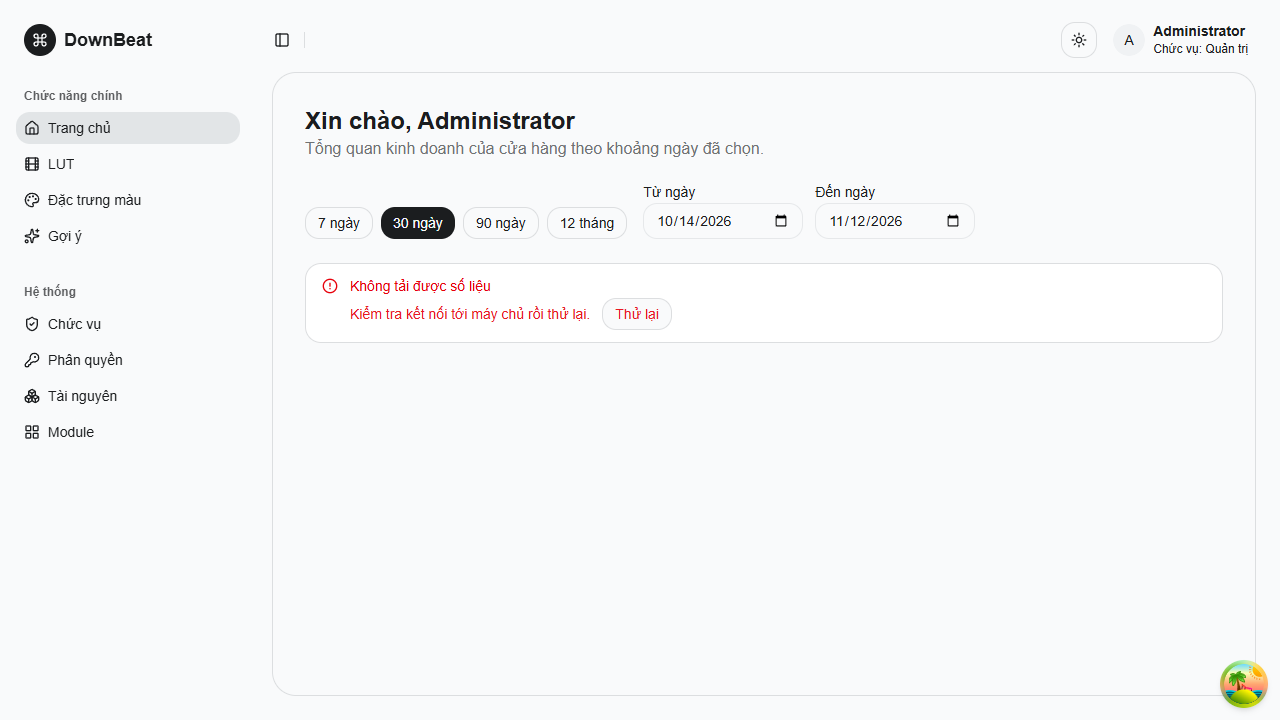 DownBeat
Administrator
A
Chức vụ: Quản trị
Chức năng chính
Trang chủ
LUT
Đặc trưng màu
Gợi ý
Hệ thống
Chức vụ
Phân quyền
Tài nguyên
Module
Xin chào, Administrator
Tổng quan kinh doanh của cửa hàng theo khoảng ngày đã chọn.
Từ ngày
Đến ngày
7 ngày
30 ngày
90 ngày
12 tháng
10/14/2026
11/12/2026
Không tải được số liệu
Kiểm tra kết nối tới máy chủ rồi thử lại.
Thử lại